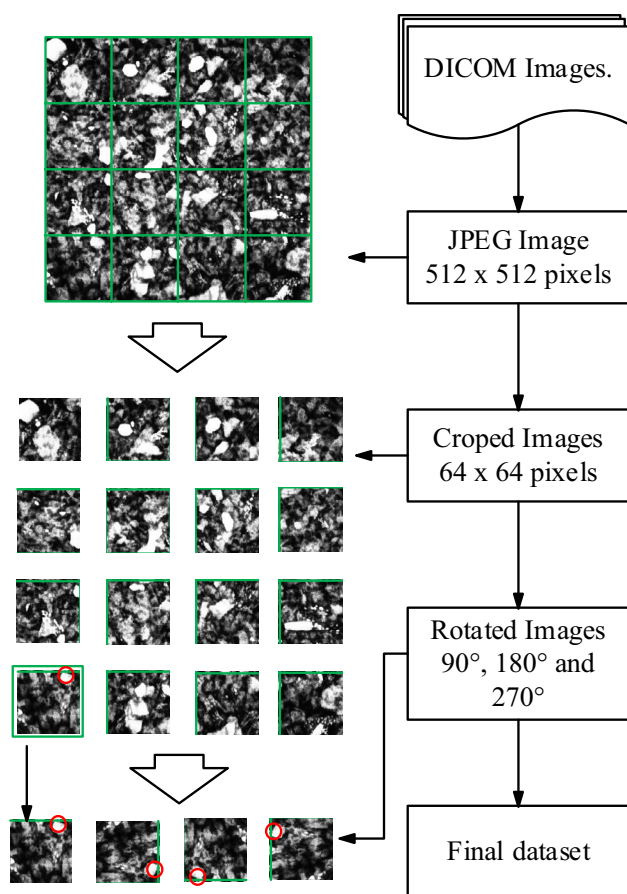 DICOM Images.
JPEG Image
512 x 512 pixels
Croped Images
64 x 64 pixels
Rotated Images
90°, 180° and
270°
Final dataset